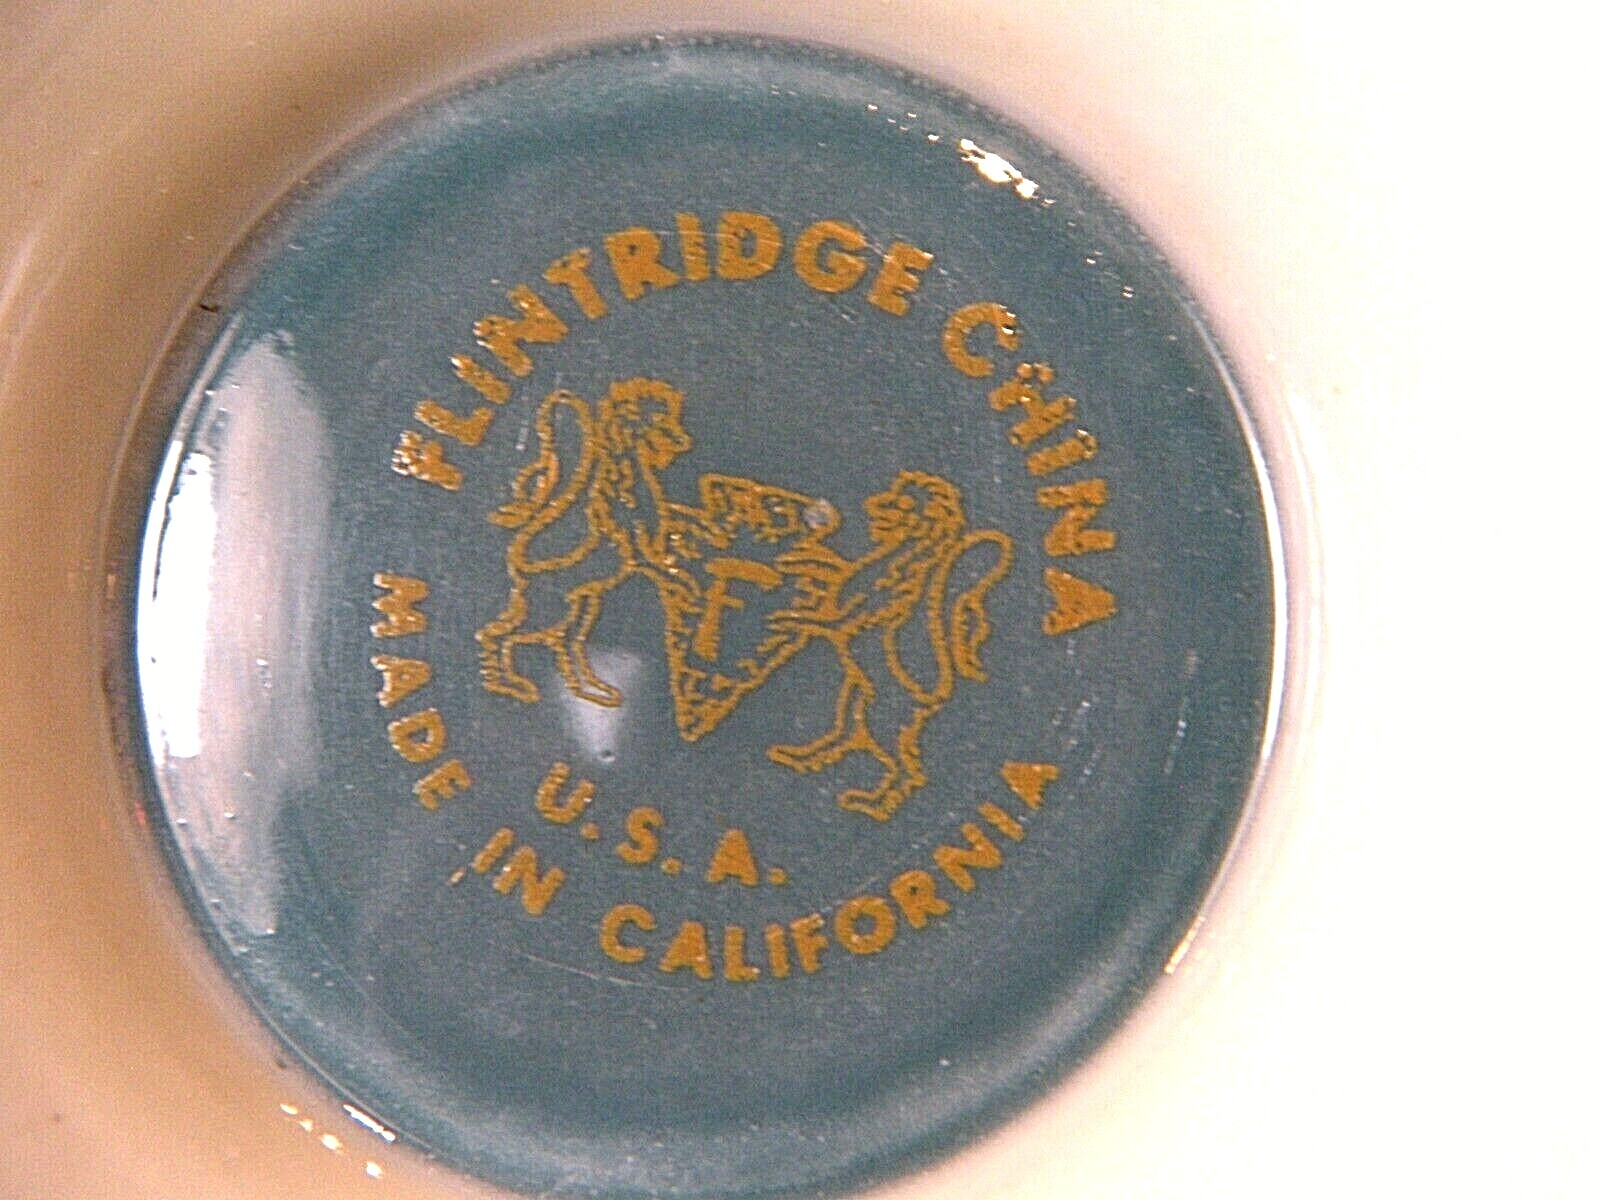 FLINTRIDGE CHINA
F
U.S.A.
MADE IN CALIFORNIA